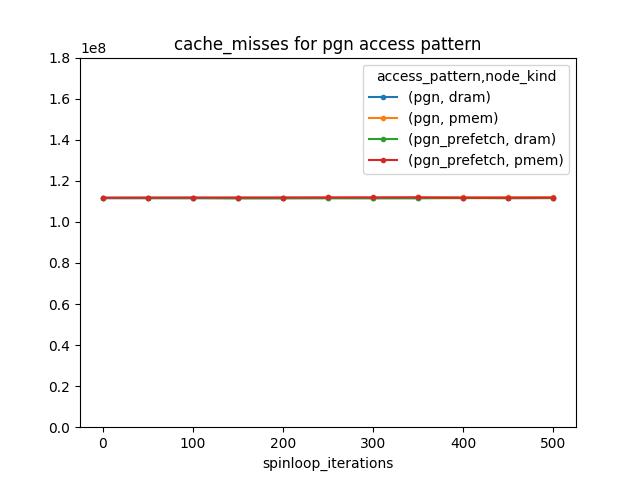 cache_misses for pgn access pattern
1e8
1.8
1.6
1.4
1.2
1.0
0.8
0.6
0.4
0.2
0.0
access_pattern,node_kind
(pgn, dram)
(pgn, pmem)
(pgn_prefetch, dram)
(pgn_prefetch, pmem)
0 100 200 300 400 500
spinloop_iterations